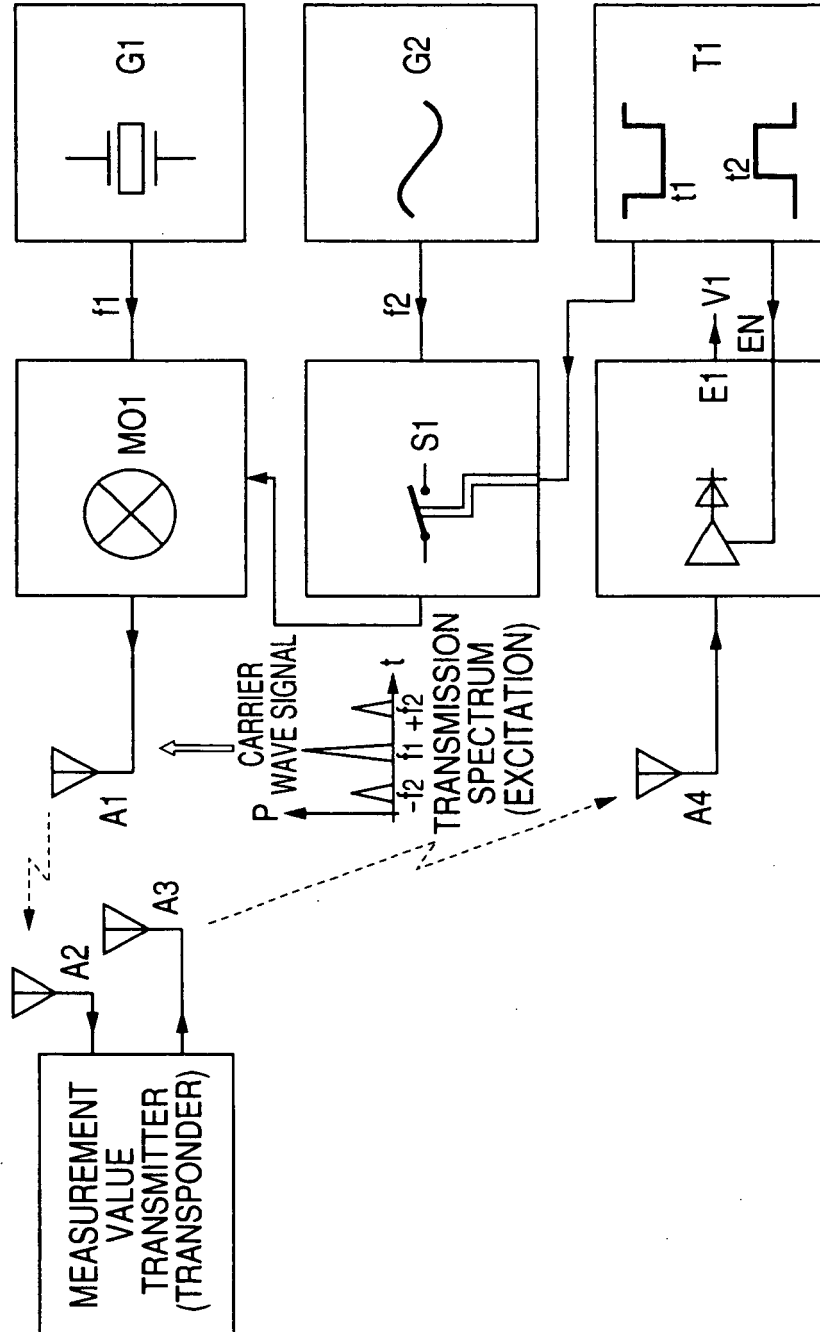 MEASUREMENT
VALUE
TRANSMITTER
(TRANSPONDER)
A2
A3
A1
MO1
f1
G1
CARRIER
WAVE SIGNAL
P
t
-f2 f1 +f2
TRANSMISSION
SPECTRUM
(EXCITATION)
S1
f2
G2
A4
E1
V1
EN
t1
t2
T1